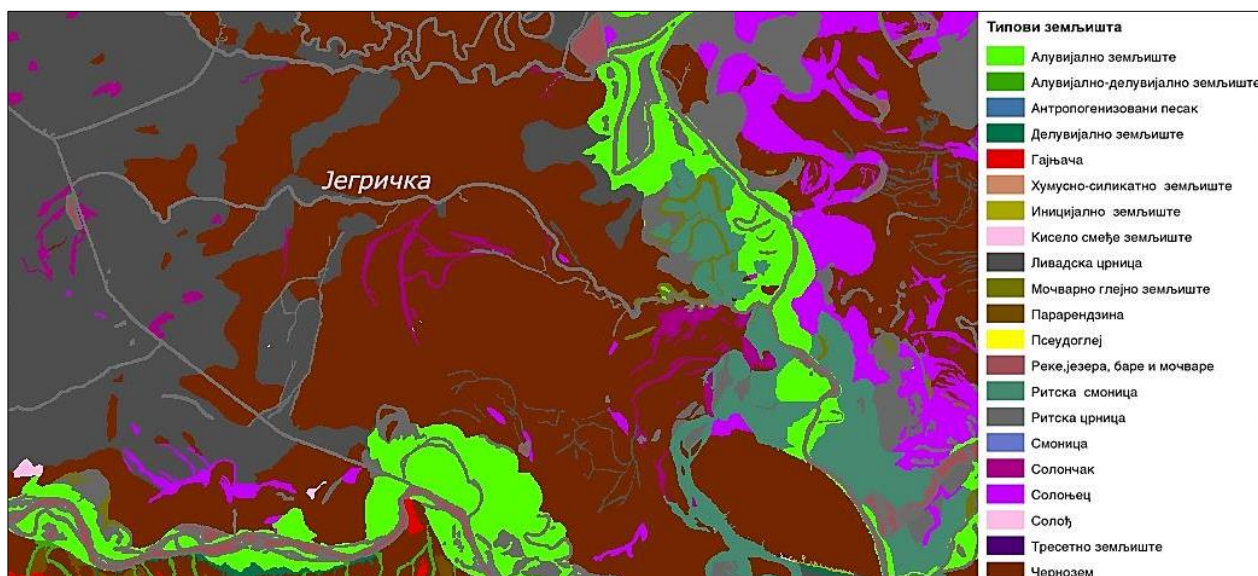 Јегричка
Типови земљишта
Алувијално земљиште
Алувијално-делувијално земљиште
Антропогенизовани песак
Делувијално земљиште
Гајњача
Хумусно-силикатно земљиште
Иницијално земљиште
Кисело смеђе земљиште
Ливадска црница
Мочварно глејно земљиште
Парарендзина
Псеудоглеј
Реке,језера, баре и мочваре
Ритска смоница
Ритска црница
Смоница
Солончак
Солоњец
Солођ
Тресетно земљиште
Чернозем